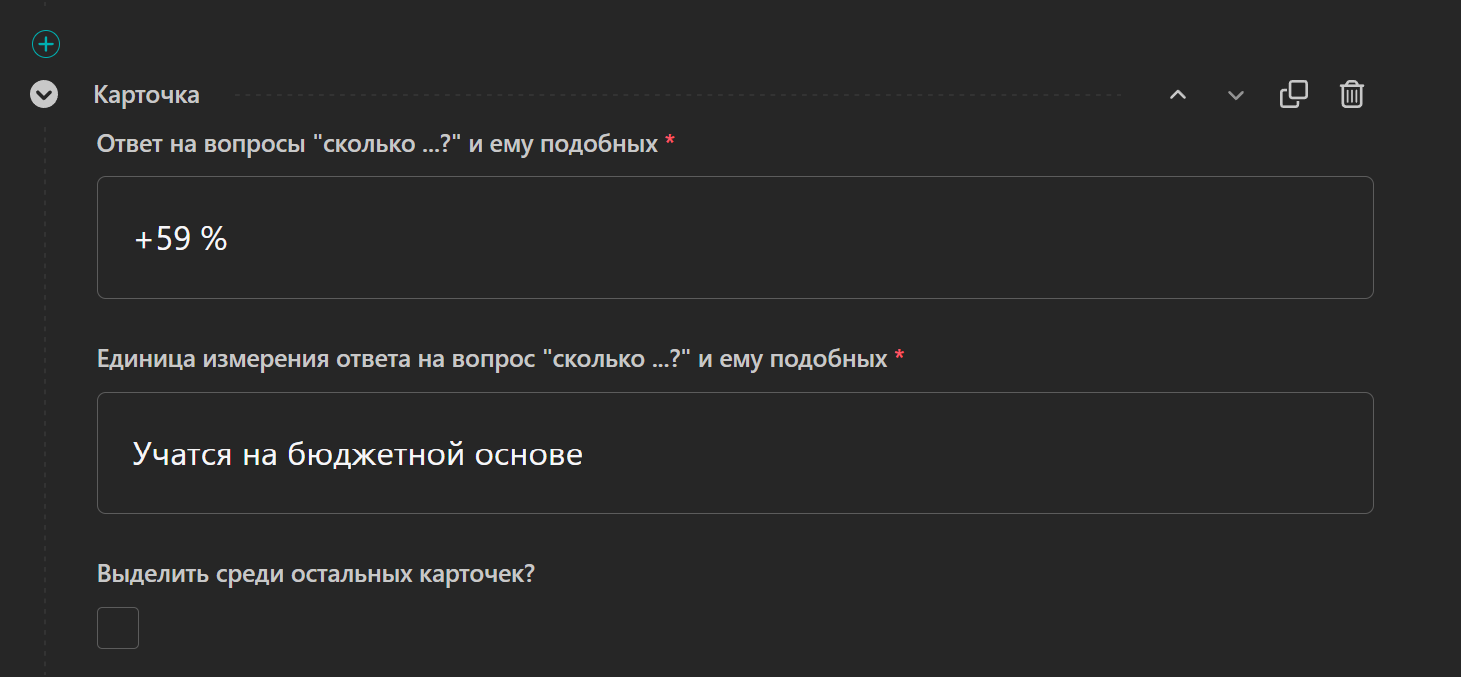 Карточка
Ответ на вопросы "сколько ...?" и ему подобных *
+59 %
Единица измерения ответа на вопрос "сколько ...?" и ему подобных *
Учатся на бюджетной основе
Выделить среди остальных карточек?